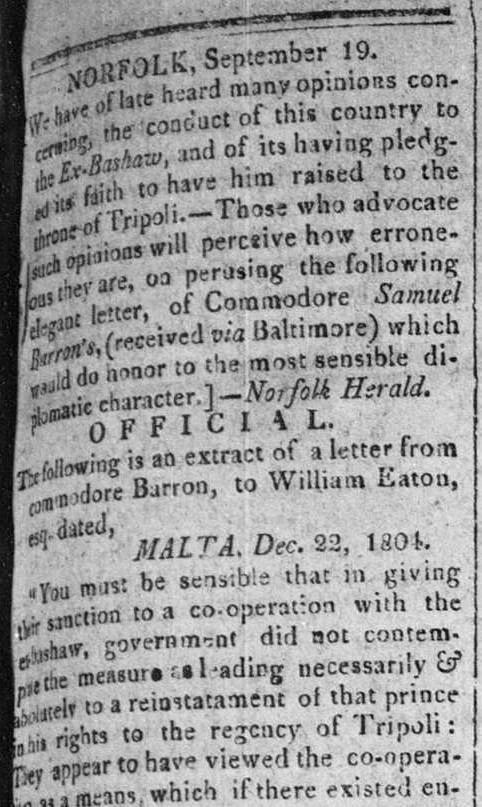 NORFOLK, September 19.
We have of late heard many opinions con-
cerning, the conduct of this country to
the Ex-Bashaw, and of its having pledg-
ed its faith to have him raised to the
throne of Tripoli.—Those who advocate
such opinions will perceive how errone-
ous they are, on perusing the following
elegant letter, of Commodore Samuel
Barron's, (received via Baltimore) which
would do honor to the most sensible di-
plomatic character.]—Norfolk Herald.
OFFICIAL.
The following is an extract of a letter from
commodore Barron, to William Eaton,
esq. dated,
MALTA, Dec. 22, 1804.
"You must be sensible that in giving
their sanction to a co-operation with the
ex-bashaw, government did not contem-
the measure as leading necessarily &
absolutely to a reinstatament of that prince
in his rights to the regency of Tripoli:
They appear to have viewed the co-opera-
as a means, which if there existed en-